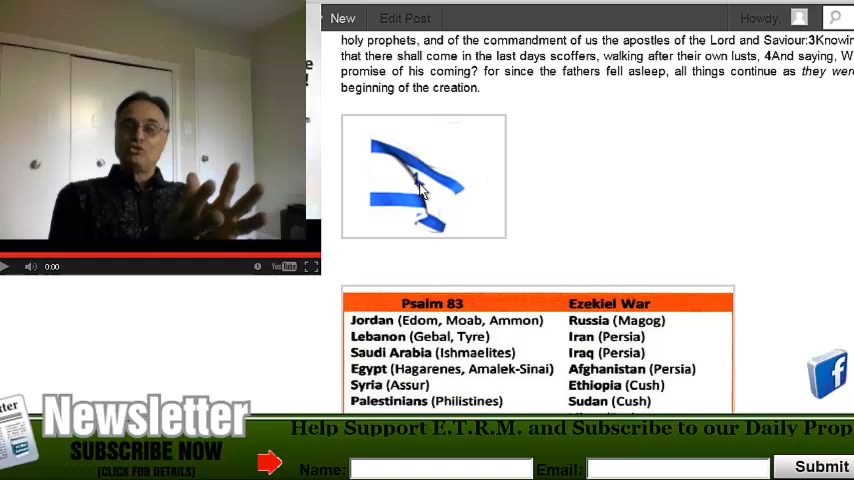 New
Edit Post
Howdy
holy prophets, and of the commandment of us the apostles of the Lord and Saviour:3Knowin
that there shall come in the last days scoffers, walking after their own lusts, 4And saying, W
promise of his coming? for since the fathers fell asleep, all things continue as they were
beginning of the creation.
0:00
YouTube
Psalm 83 Ezekiel War
Jordan (Edom, Moab, Ammon) Russia (Magog)
Lebanon (Gebal, Tyre) Iran (Persia)
Saudi Arabia (Ishmaelites) Iraq (Persia)
Egypt (Hagarenes, Amalek-Sinai) Afghanistan (Persia)
Syria (Assur) Ethiopia (Cush)
Palestinians (Philistines) Sudan (Cush)
Newsletter
SUBSCRIBE NOW
[CLICK FOR DETAILS]
Help Support E.T.R.M. and Subscribe to our Daily Prop
Name: Email: Submit